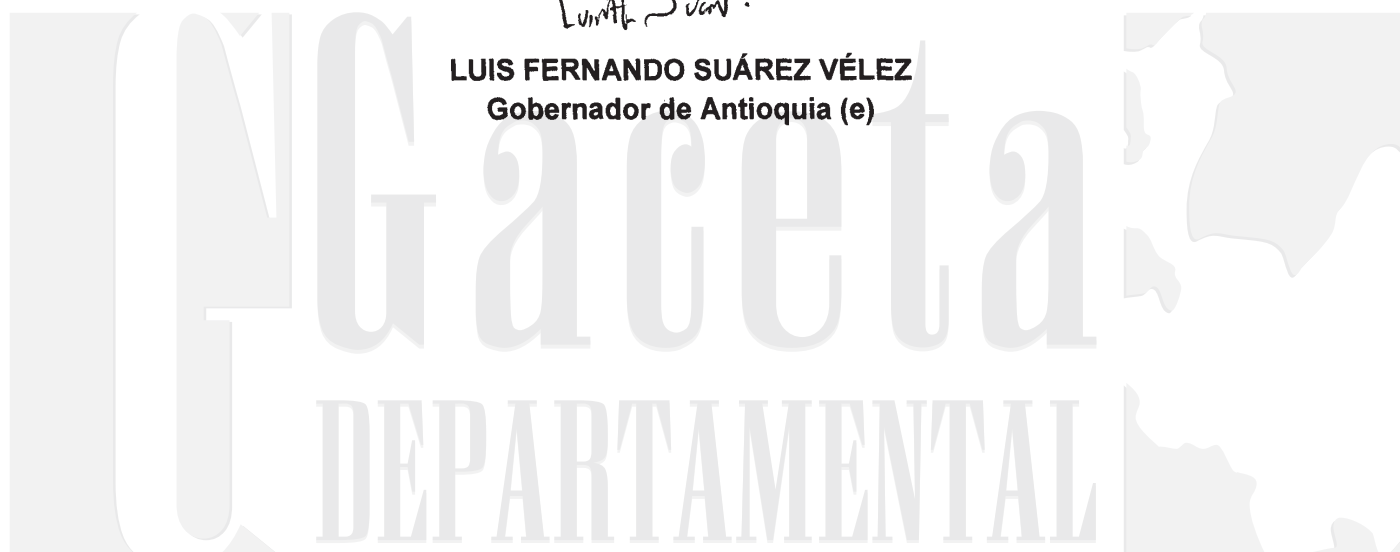 LUIS FERNANDO SUÁREZ VÉLEZ
Gobernador de Antioquia (e)
Gaceta
DEPARTAMENTAL